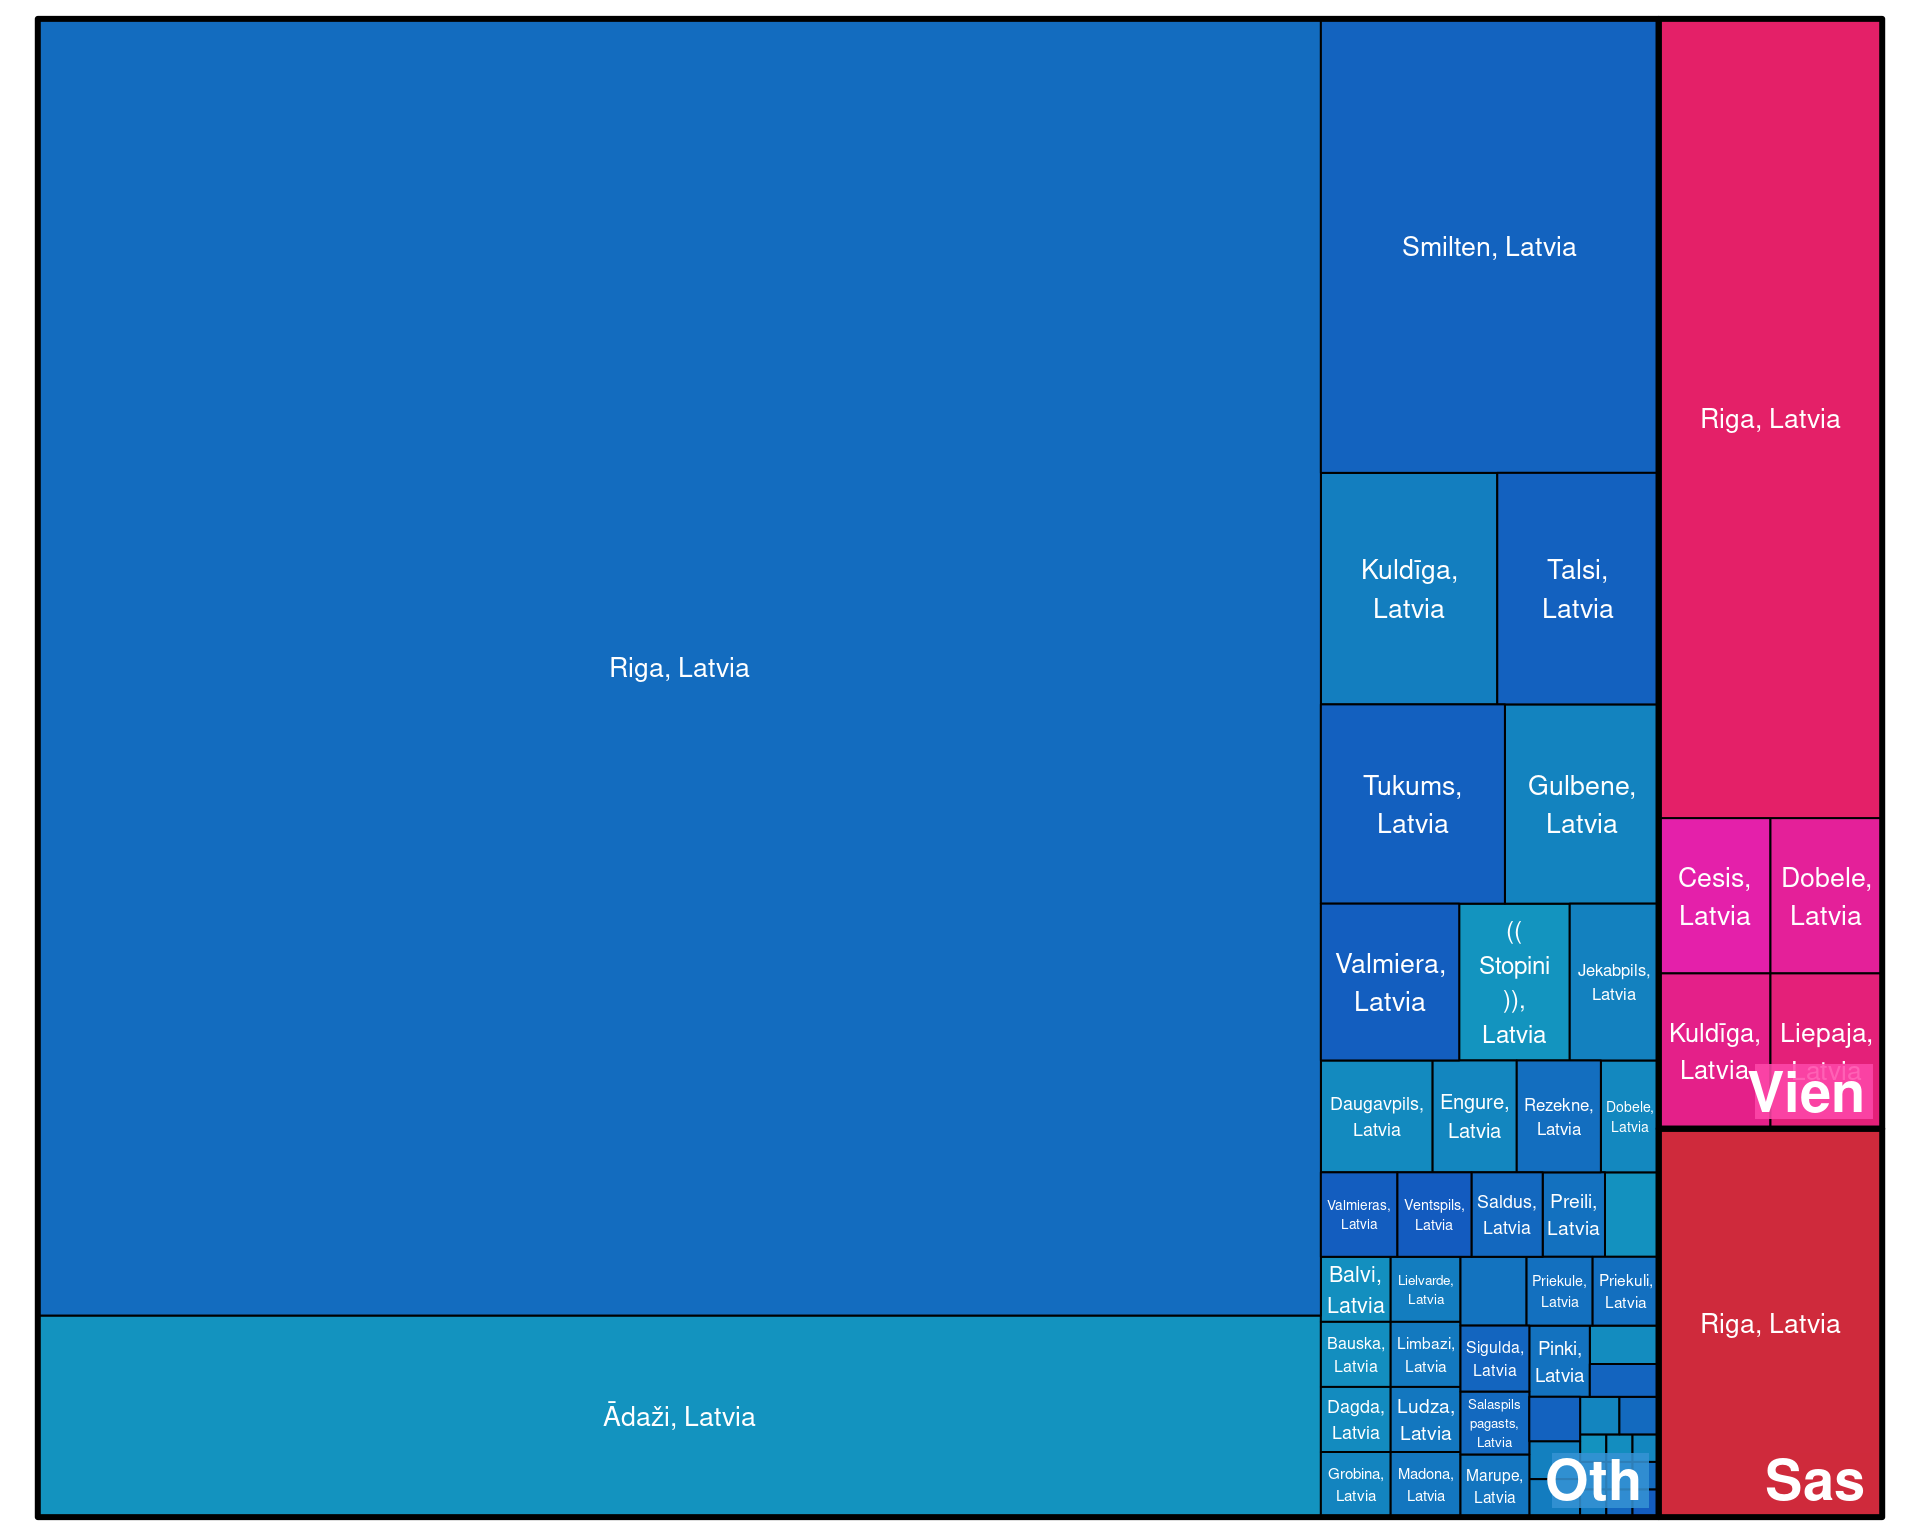 Riga, Latvia
Ādaži, Latvia
Smilten, Latvia
Kuldīga,
Latvia
Talsi,
Latvia
Tukums,
Latvia
Gulbene,
Latvia
Valmiera,
Latvia
((
Stopini
)),
Latvia
Jekabpils,
Latvia
Daugavpils,
Latvia
Engure,
Latvia
Rezekne,
Latvia
Dobele,
Latvia
Valmieras,
Latvia
Ventspils,
Latvia
Saldus,
Latvia
Preili,
Latvia
Balvi,
Latvia
Lielvarde,
Latvia
Priekule,
Latvia
Priekuli,
Latvia
Bauska,
Latvia
Limbazi,
Latvia
Sigulda,
Latvia
Pinki,
Latvia
Dagda,
Latvia
Ludza,
Latvia
Salaspils
pagasts,
Latvia
Grobina,
Latvia
Madona,
Latvia
Marupe,
Latvia
Oth
Riga, Latvia
Cesis,
Latvia
Dobele,
Latvia
Kuldīga,
Latvia
Liepaja,
Latvia
Vien
Riga, Latvia
Sas